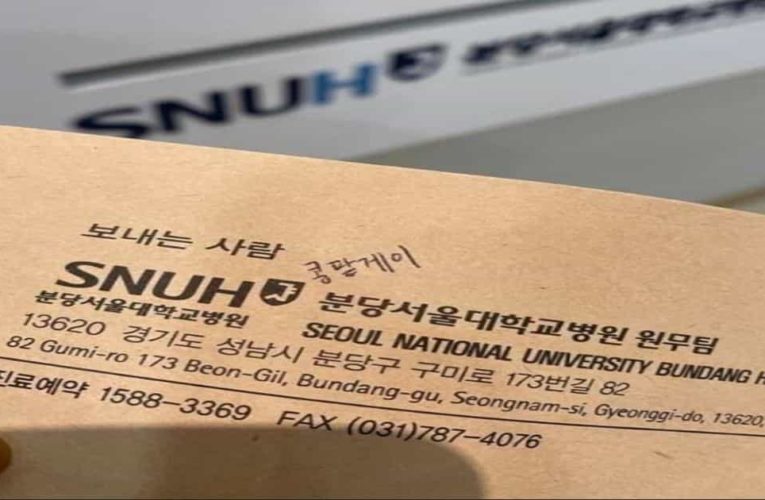 SNUH
보내는 사람 콩팥게이
SNUH 분당서울대학교병원 원무팀
분당서울대학교병원 SEOUL NATIONAL UNIVERSITY BUNDANG H
13620 경기도 성남시 분당구 구미로 173번길 82
82 Gumi-ro 173 Beon-Gil, Bundang-gu, Seongnam-si, Gyeonggi-do, 13620,
진료예약 1588-3369 FAX (031)787-4076